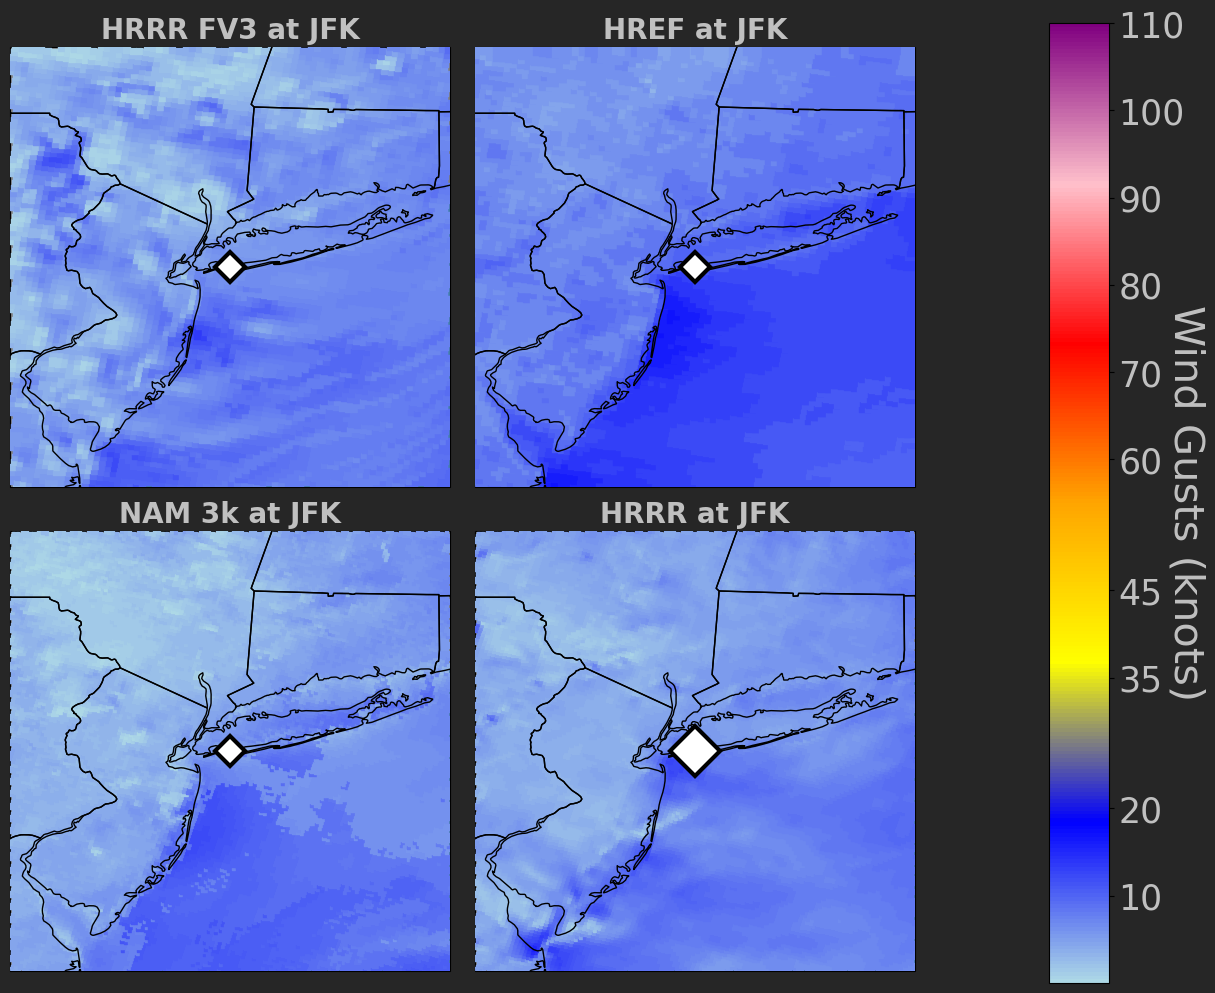 HRRR FV3 at JFK
HREF at JFK
NAM 3k at JFK
HRRR at JFK
110
100
90
80
70
60
45
35
20
10
Wind Gusts (knots)